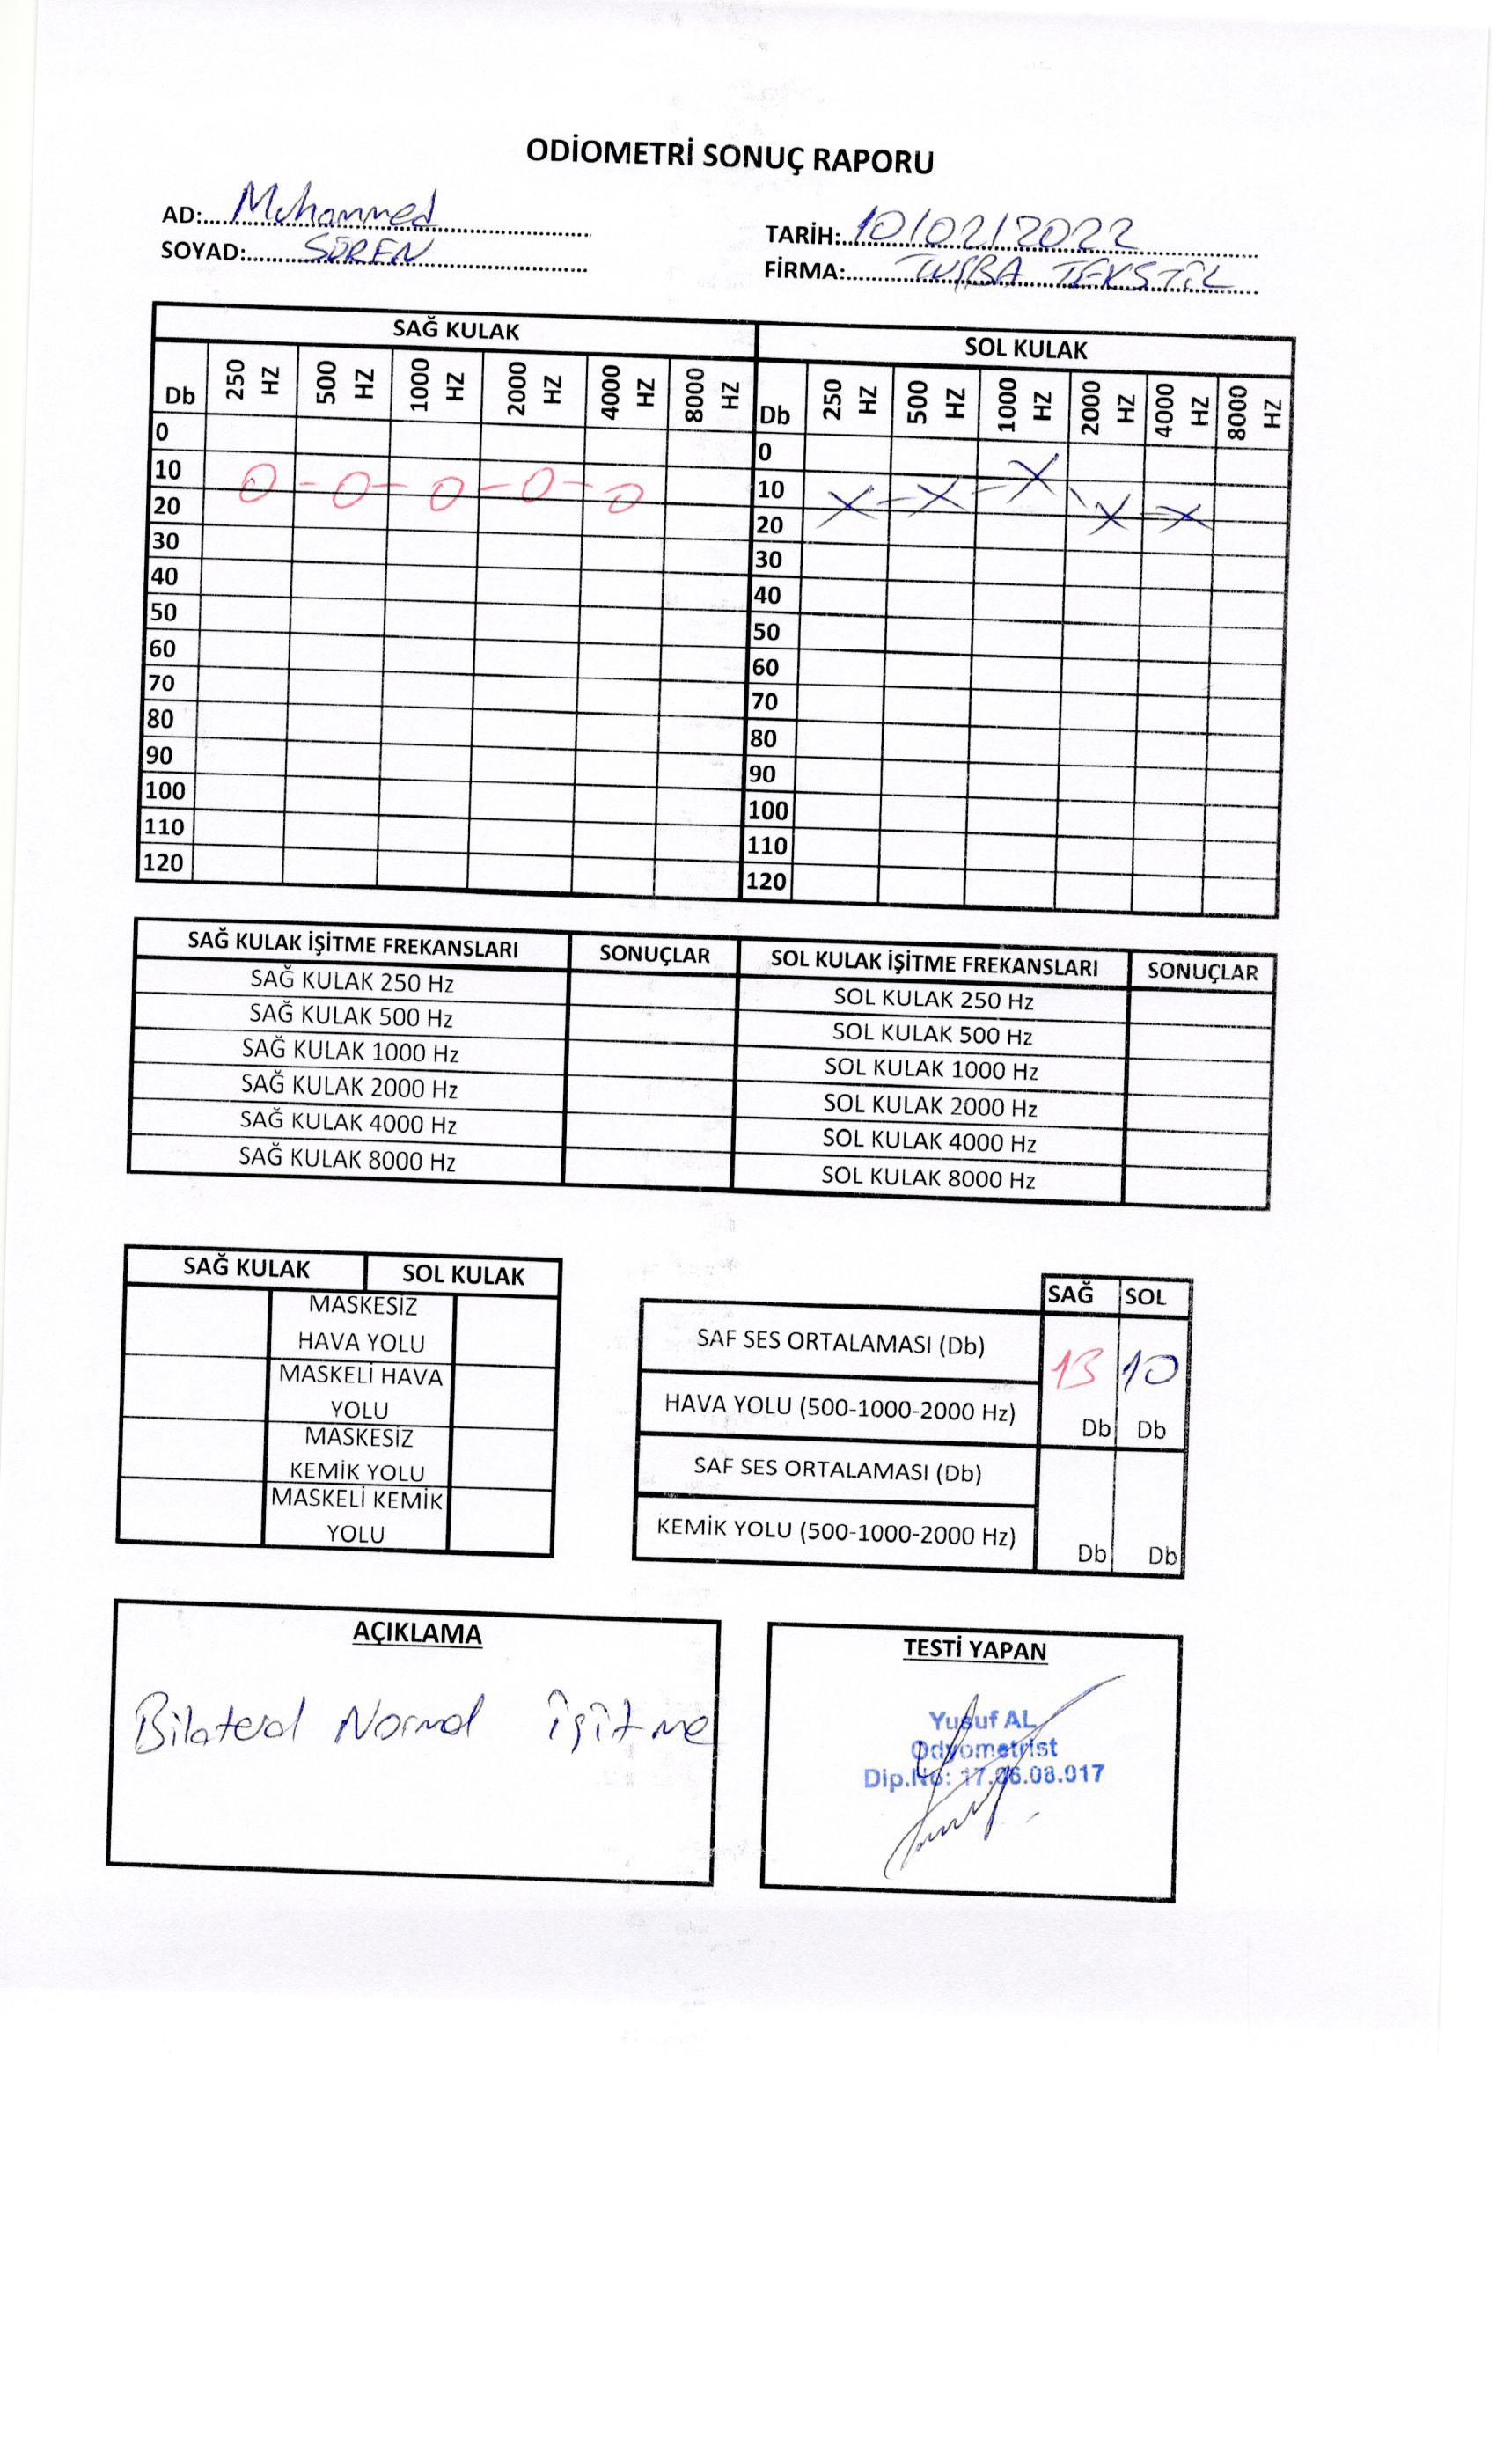 ODİOMETRİ SONUÇ RAPORU
AD: Muhammed
TARİH: 10/02/2022
SOYAD: SÖREN
FİRMA: TUŞBA TEKSTİL
SAĞ KULAK SOL KULAK
Db 250 HZ 500 HZ 1000 HZ 2000 HZ 4000 HZ 8000 HZ Db 250 HZ 500 HZ 1000 HZ 2000 HZ 4000 HZ 8000 HZ
0 0
10 10
20 20
30 30
40 40
50 50
60 60
70 70
80 80
90 90
100 100
110 110
120 120
SAĞ KULAK İŞİTME FREKANSLARI SONUÇLAR SOL KULAK İŞİTME FREKANSLARI SONUÇLAR
SAĞ KULAK 250 Hz SOL KULAK 250 Hz
SAĞ KULAK 500 Hz SOL KULAK 500 Hz
SAĞ KULAK 1000 Hz SOL KULAK 1000 Hz
SAĞ KULAK 2000 Hz SOL KULAK 2000 Hz
SAĞ KULAK 4000 Hz SOL KULAK 4000 Hz
SAĞ KULAK 8000 Hz SOL KULAK 8000 Hz
SAĞ KULAK SOL KULAK
MASKESİZ
HAVA YOLU
MASKELİ HAVA
YOLU
MASKESİZ
KEMİK YOLU
MASKELİ KEMİK
YOLU
SAĞ SOL
SAF SES ORTALAMASI (Db)
13 10
HAVA YOLU (500-1000-2000 Hz)
Db Db
SAF SES ORTALAMASI (Db)
KEMİK YOLU (500-1000-2000 Hz)
Db Db
AÇIKLAMA
Bilateral Normal işitme
TESTİ YAPAN
Yusuf AL
Odyometrist
Dip.No: 17.06.08.017